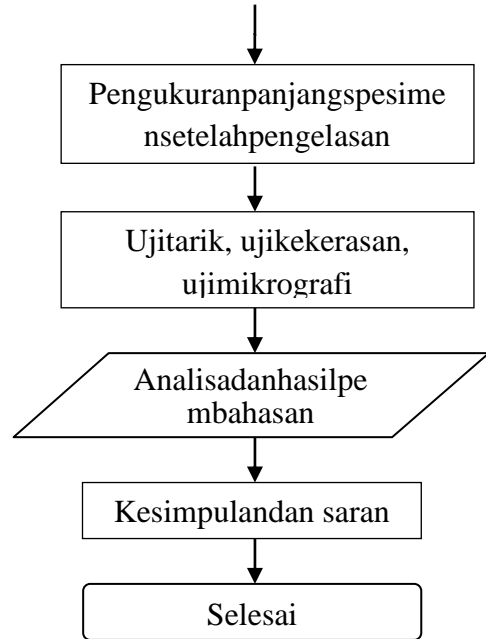 Pengukuranpanjangspesime
nsetelahpengelasan
Ujitarik, ujikekerasan,
ujimikrografi
Analisadanhasilpe
mbahasan
Kesimpulandan saran
Selesai